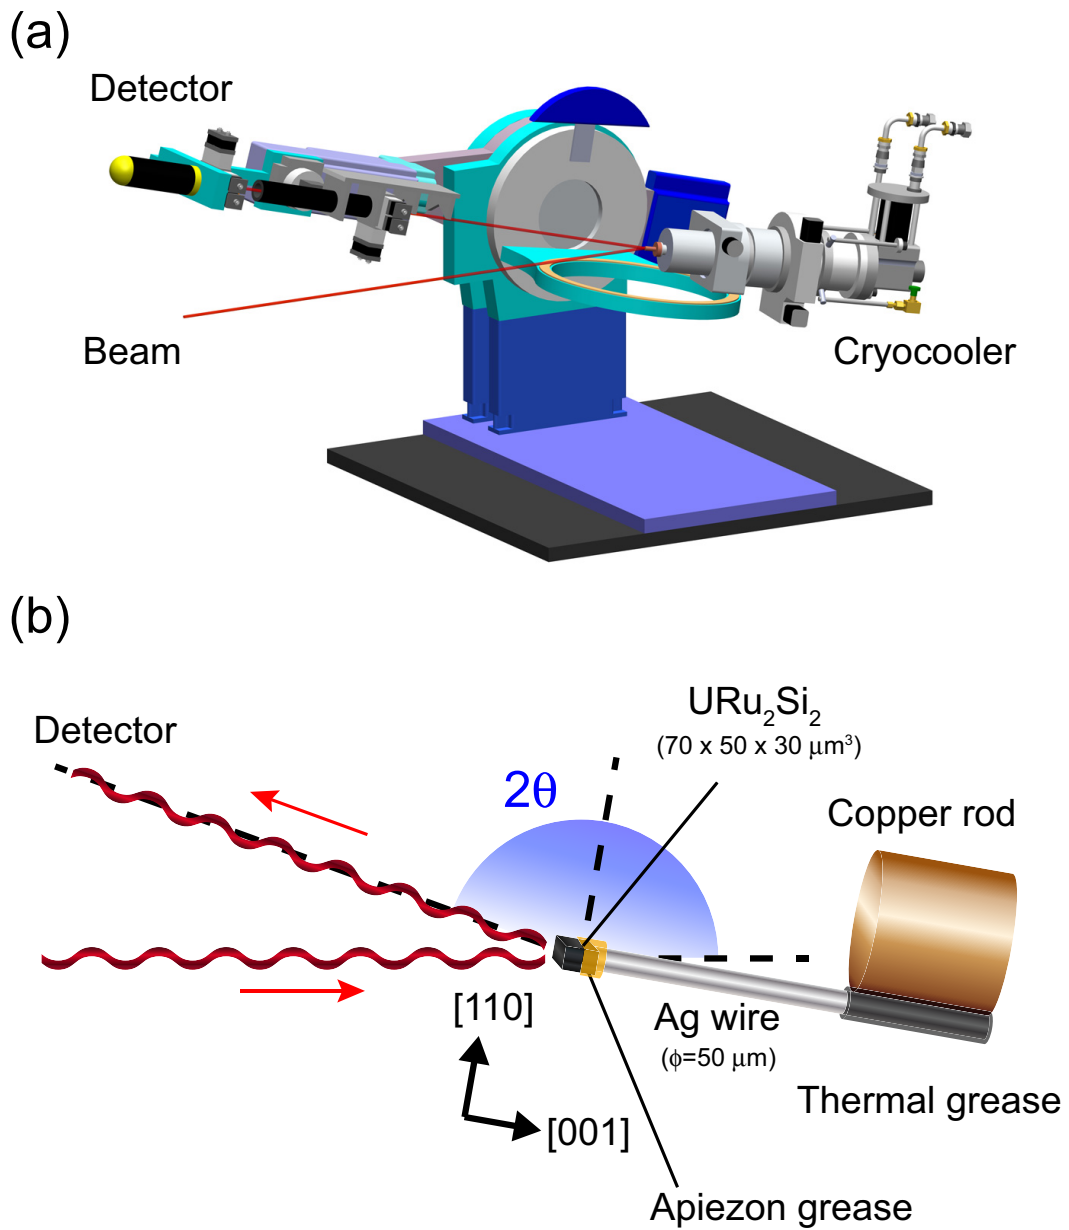 (a)
Detector
Beam
Cryocooler
(b)
URu₂Si₂
(70 x 50 x 30 μm³)
Detector
2θ
Copper rod
[110]
Ag wire
(ϕ=50 μm)
Thermal grease
[001]
Apiezon grease